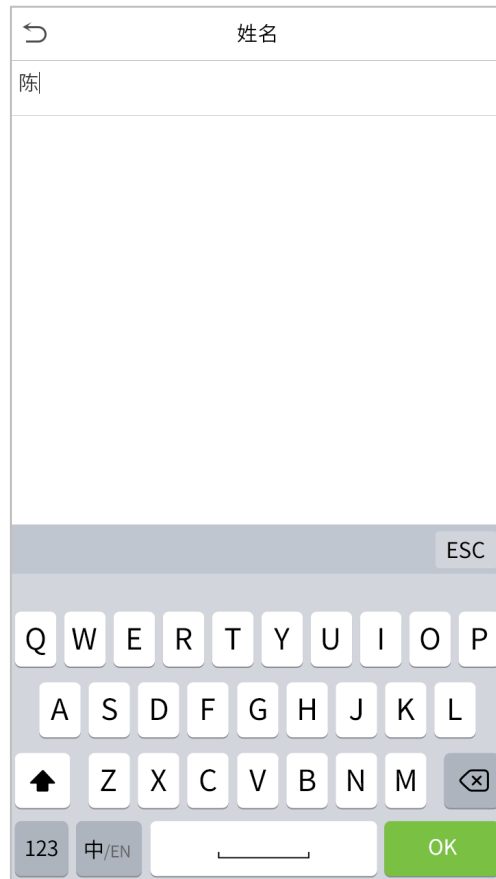 姓名
陈
ESC
Q W E R T Y U I O P
A S D F G H J K L
Z X C V B N M
123 中/EN OK